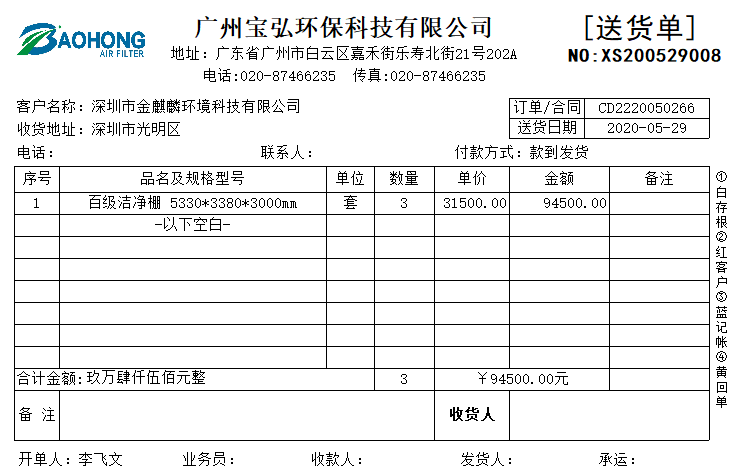 BAOHONG
AIR FILTER
广州宝弘环保科技有限公司
地址：广东省广州市白云区嘉禾街乐寿北街21号202A
电话:020-87466235 传真:020-87466235
[送货单]
NO:XS200529008
客户名称：深圳市金麒麟环境科技有限公司
订单/合同 CD2220050266
收货地址：深圳市光明区
送货日期 2020-05-29
电话： 联系人： 付款方式：款到发货
序号 品名及规格型号 单位 数量 单价 金额 备注
1 百级洁净棚 5330*3380*3000mm 套 3 31500.00 94500.00
-以下空白-
合计金额:玖万肆仟伍佰元整 3 ￥94500.00元
备 注 收货人
开单人：李飞文 业务员： 收款人： 发货人： 承运：
①白存根②红客户③蓝记帐④黄回单